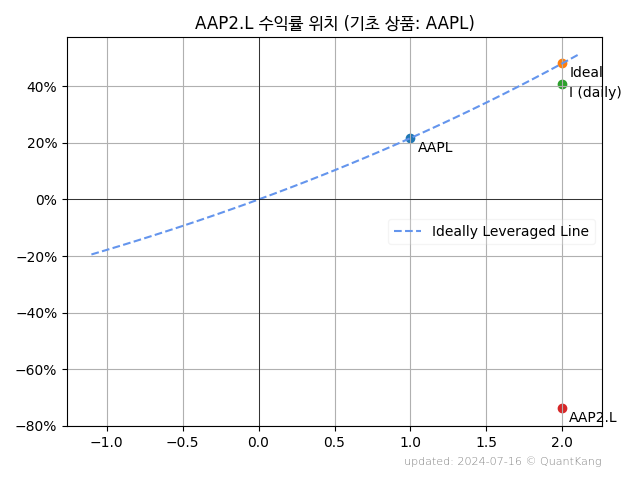 AAP2.L 수익률 위치 (기초 상품: AAPL)
40%
20%
0%
−20%
−40%
−60%
−80%
Ideal
I (daily)
AAPL
Ideally Leveraged Line
AAP2.L
−1.0 −0.5 0.0 0.5 1.0 1.5 2.0
updated: 2024-07-16 © QuantKang